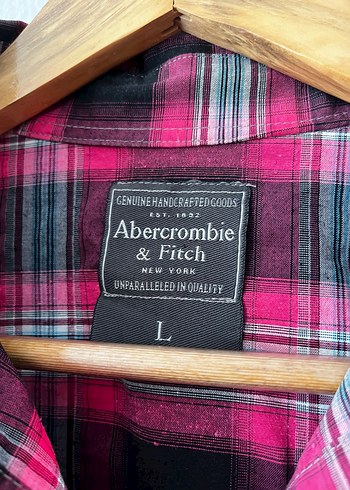 GENUINE HANDCRAFTED GOODS
EST. 1892
Abercrombie
& Fitch
NEW YORK
UNPARALLELED IN QUALITY
L